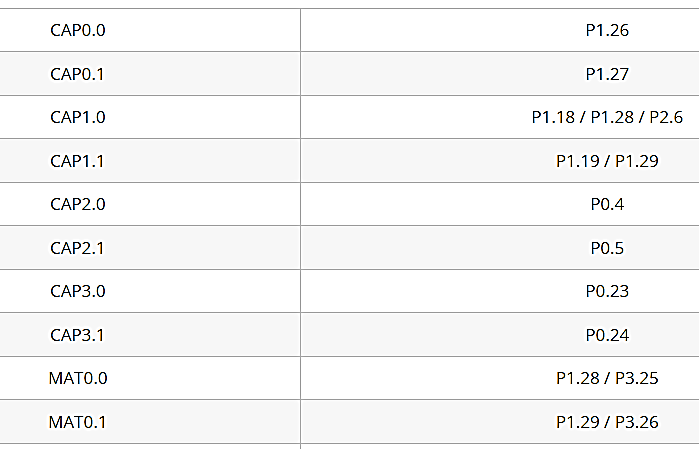 CAP0.0 P1.26
CAP0.1 P1.27
CAP1.0 P1.18 / P1.28 / P2.6
CAP1.1 P1.19 / P1.29
CAP2.0 P0.4
CAP2.1 P0.5
CAP3.0 P0.23
CAP3.1 P0.24
MAT0.0 P1.28 / P3.25
MAT0.1 P1.29 / P3.26